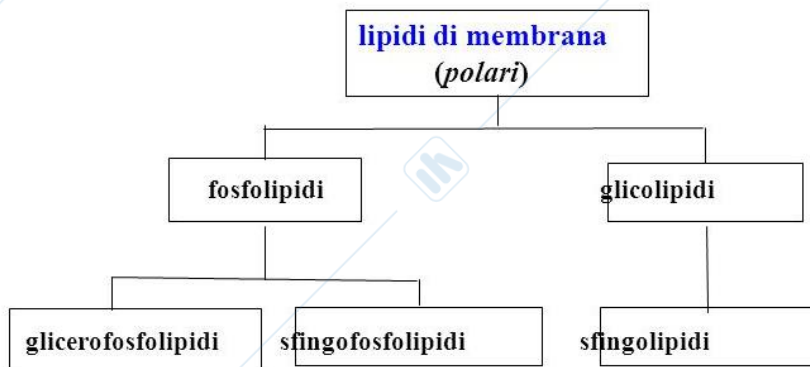 lipidi di membrana
(polari)
fosfolipidi
glicolipidi
glicerofosfolipidi
sfingofosfolipidi
sfingolipidi